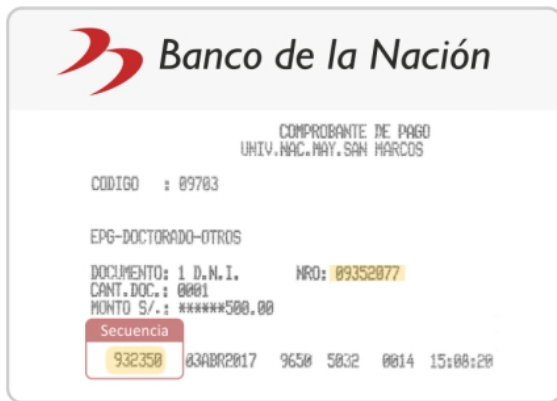 Banco de la Nación
COMPROBANTE DE PAGO
UNIV.NAC.MAY.SAN MARCOS
CODIGO : 09703
EPG-DOCTORADO-OTROS
DOCUMENTO: 1 D.N.I. NRO: 09352077
CANT.DOC.: 0001
MONTO S/.: ******500.00
Secuencia
932350 03ABR2017 9650 5032 0014 15:08:20